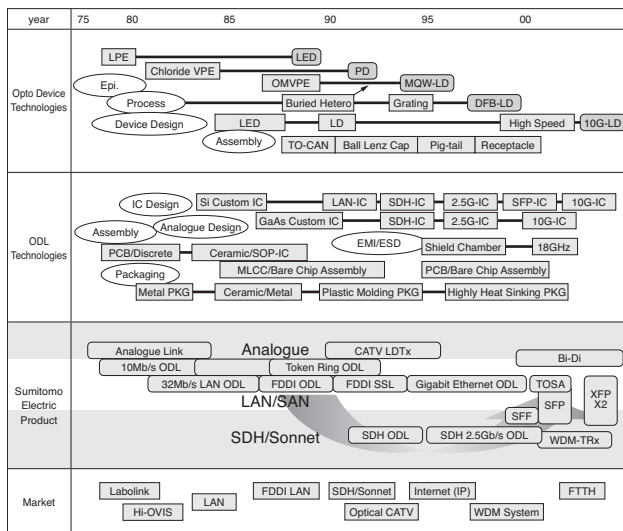 year 75 80 85 90 95 00
Opto Device
Technologies
LPE LED
Chloride VPE PD
Epi. OMVPE MQW-LD
Process Buried Hetero Grating DFB-LD
Device Design LED LD High Speed 10G-LD
Assembly TO-CAN Ball Lenz Cap Pig-tail Receptacle
ODL
Technologies
IC Design Si Custom IC LAN-IC SDH-IC 2.5G-IC SFP-IC 10G-IC
Assembly Analogue Design GaAs Custom IC SDH-IC 2.5G-IC 10G-IC
PCB/Discrete Ceramic/SOP-IC EMI/ESD Shield Chamber 18GHz
Packaging MLCC/Bare Chip Assembly PCB/Bare Chip Assembly
Metal PKG Ceramic/Metal Plastic Molding PKG Highly Heat Sinking PKG
Sumitomo
Electric
Product
Analogue Link Analogue CATV LDTx
10Mb/s ODL Token Ring ODL Bi-Di
32Mb/s LAN ODL FDDI ODL FDDI SSL Gigabit Ethernet ODL TOSA
LAN/SAN SFP XFP
X2
SFF
SDH/Sonnet SDH ODL SDH 2.5Gb/s ODL WDM-TRx
Market
Labolink LAN FDDI LAN SDH/Sonnet Internet (IP) FTTH
Hi-OVIS Optical CATV WDM System